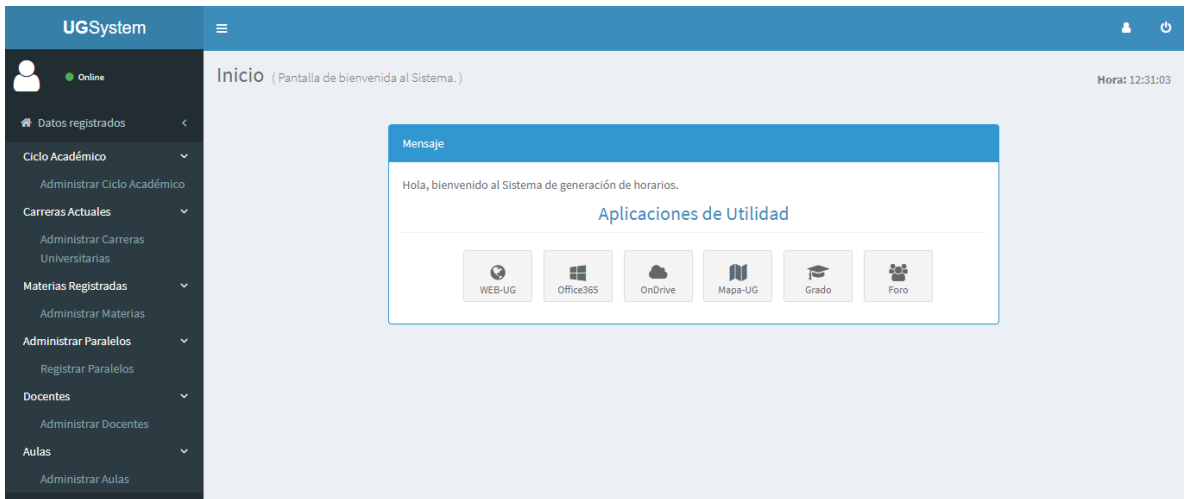 UGSystem
Online
Datos registrados
Ciclo Académico
Administrar Ciclo Académico
Carreras Actuales
Administrar Carreras
Universitarias
Materias Registradas
Administrar Materias
Administrar Paralelos
Registrar Paralelos
Docentes
Administrar Docentes
Aulas
Administrar Aulas
Inicio ( Pantalla de bienvenida al Sistema. )
Hora: 12:31:03
Mensaje
Hola, bienvenido al Sistema de generación de horarios.
Aplicaciones de Utilidad
WEB-UG Office365 OnDrive Mapa-UG Grado Foro